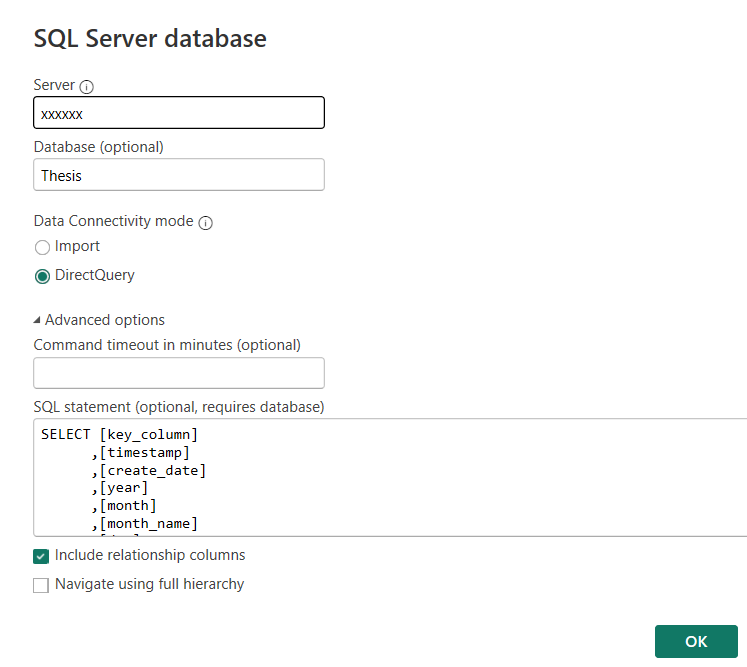 SQL Server database
Server
xxxxxx
Database (optional)
Thesis
Data Connectivity mode
Import
DirectQuery
Advanced options
Command timeout in minutes (optional)
SQL statement (optional, requires database)
SELECT [key_column]
,[timestamp]
,[create_date]
,[year]
,[month]
,[month_name]
Include relationship columns
Navigate using full hierarchy
OK